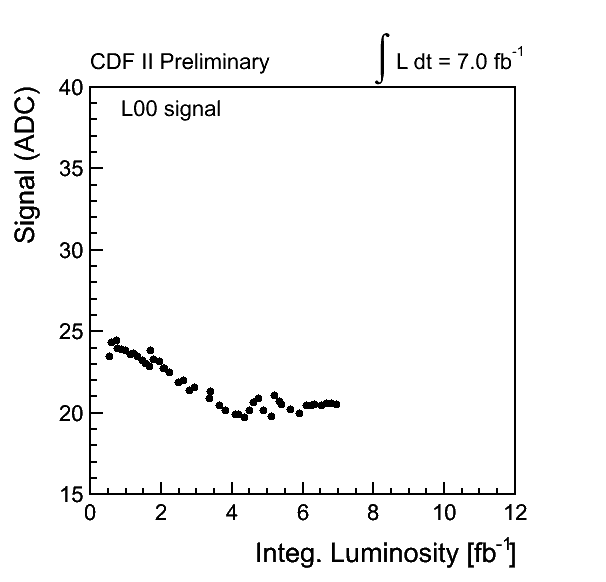 CDF II Preliminary
∫ L dt = 7.0 fb⁻¹
L00 signal
Signal (ADC)
40
35
30
25
20
15
0 2 4 6 8 10 12
Integ. Luminosity [fb⁻¹]